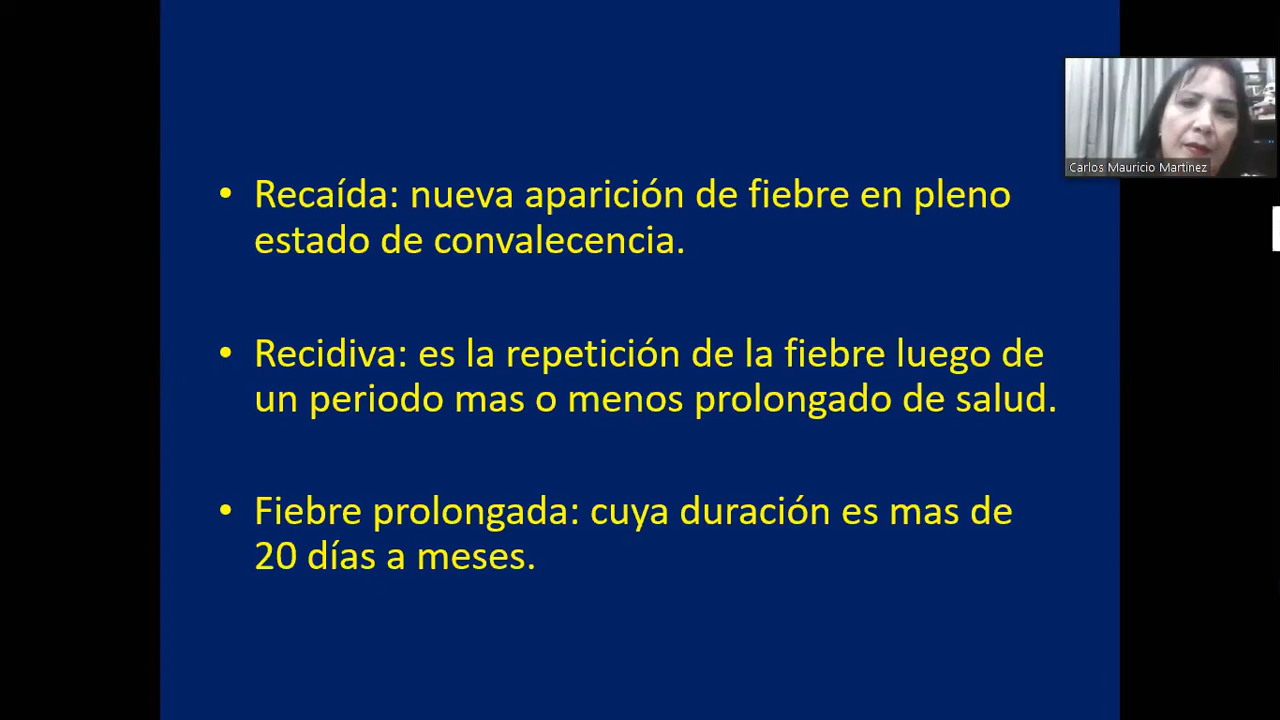 Carlos Mauricio Martinez
• Recaída: nueva aparición de fiebre en pleno
estado de convalecencia.
• Recidiva: es la repetición de la fiebre luego de
un periodo mas o menos prolongado de salud.
• Fiebre prolongada: cuya duración es mas de
20 días a meses.